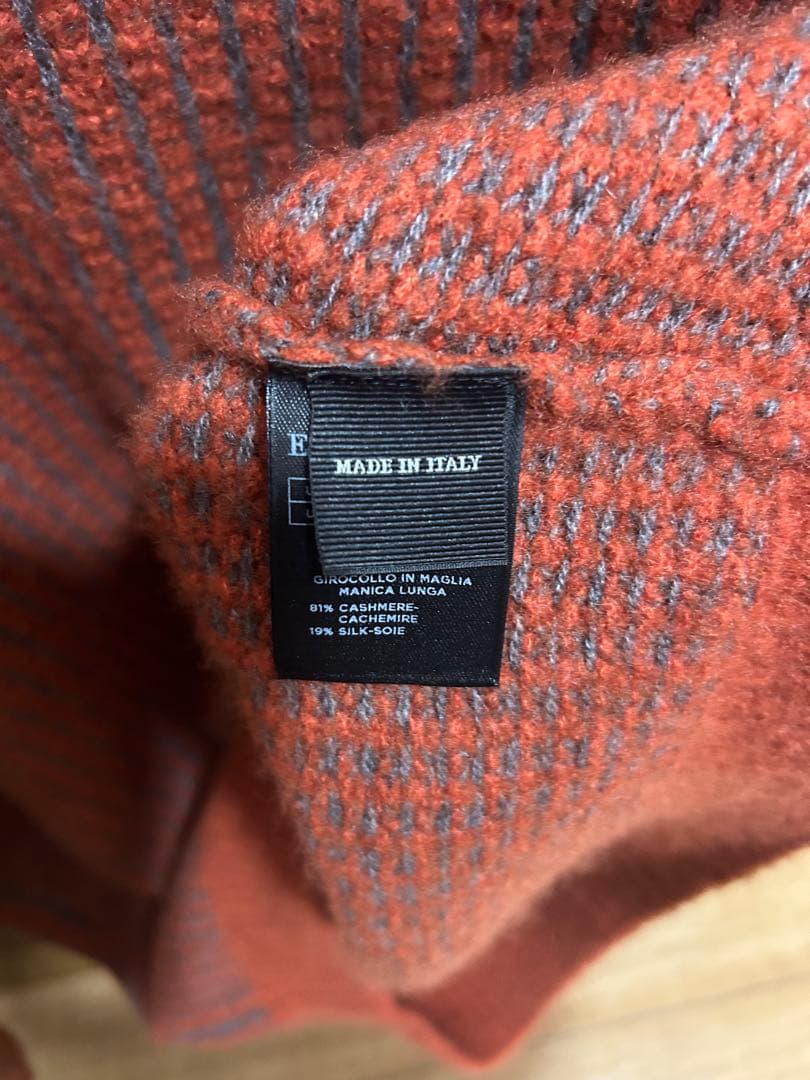 E
MADE IN ITALY
GIROCOLLO IN MAGLIA
MANICA LUNGA
81% CASHMERE-
CACHEMIRE
19% SILK-SOIE